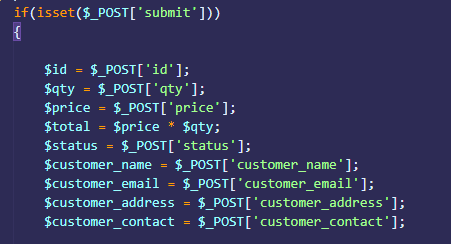 if(isset($_POST['submit']))
{
$id = $_POST['id'];
$qty = $_POST['qty'];
$price = $_POST['price'];
$total = $price * $qty;
$status = $_POST['status'];
$customer_name = $_POST['customer_name'];
$customer_email = $_POST['customer_email'];
$customer_address = $_POST['customer_address'];
$customer_contact = $_POST['customer_contact'];